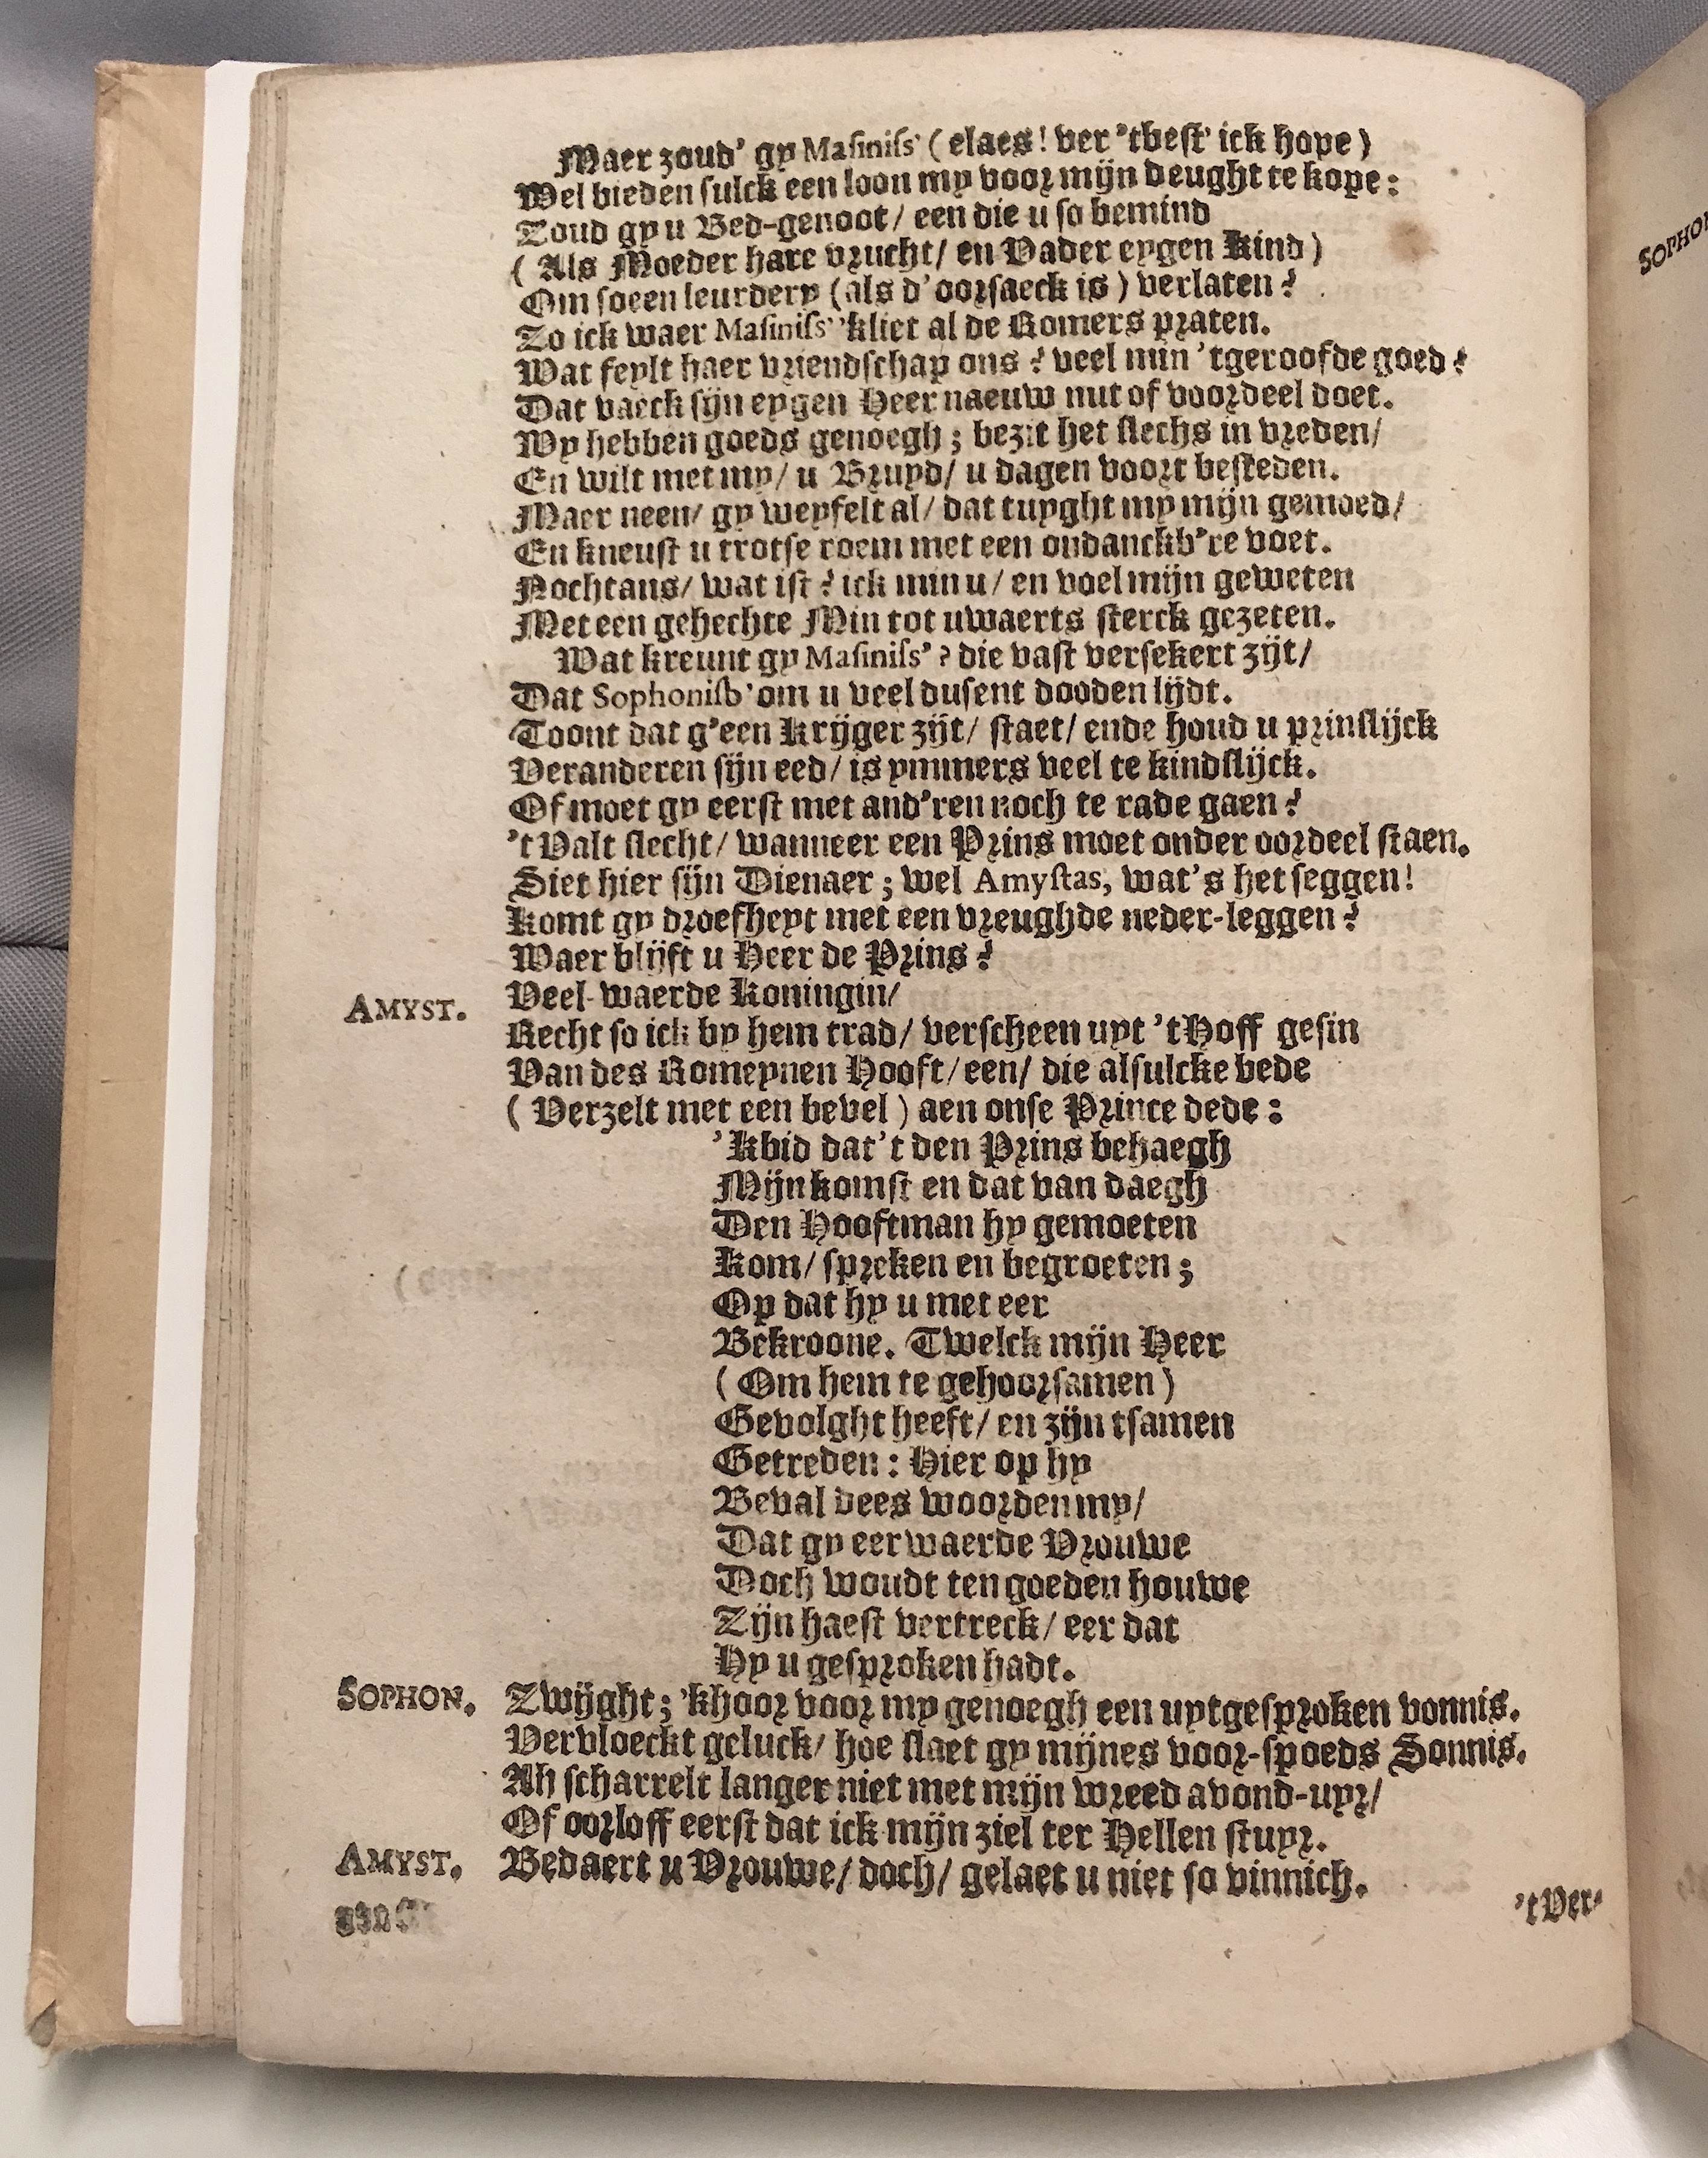 Maer zoud' gy Masiniss' (elaes! ver 'tbest' ick hope)
Wel bieden sulck een loon my voor mijn deught te kope:
Zoud gy u Bed-genoot/ een die u so bemind
(Als Moeder hare vrucht/ en Vader eygen Kind)
Om soeen leurdery (als d'oorsaeck is) verlaten?
Zo ick waer Masiniss' 'kliet al de Romers praten.
Wat feylt haer vriendschap ons? veel min 'tgeroofde goed?
Dat vaeck sijn eygen Heer naeuw nut of voordeel doet.
Wy hebben goeds genoegh; bezit het slechs in vreden/
En wilt met my/ u Bruyd/ u dagen voort besteden.
Maer neen/ gy weyfelt al/ dat tuyght my mijn gemoed/
En kneust u trotse roem met een ondanckb're voet.
Nochtans/ wat ist? ick min u/ en voel mijn geweten
Met een gehechte Min tot uwaerts sterck gezeten.
Wat kreunt gy Masiniss'? die vast versekert zijt/
Dat Sophonisb' om u veel dusent dooden lijdt.
Toont dat g'een Krijger zijt/ staet/ ende houd u prinslijck
Veranderen sijn eed/ is ymmers veel te kindslijck.
Of moet gy eerst met and'ren noch te rade gaen?
't Valt slecht/ wanneer een Prins moet onder oordeel staen.
Siet hier sijn Dienaer; wel Amystas, wat's het seggen!
Komt gy droefheyt met een vreughde neder-leggen?
Waer blijft u Heer de Prins?
AMYST. Veel-waerde Koningin/
Recht so ick by hem trad/ verscheen uyt 't Hoff gesin
Van des Romeynen Hooft/ een/ die alsulcke bede
(Verzelt met een bevel) aen onse Prince dede:
'Kbid dat't den Prins behaegh
Mijn komst en dat van daegh
Den Hooftman hy gemoeten
Kom/ spreken en begroeten;
Op dat hy u met eer
Bekroone. Twelck mijn Heer
(Om hem te gehoorsamen)
Gevolght heeft/ en zijn tsamen
Getreden: Hier op hy
Beval dees woorden my/
Dat gy eerwaerde Vrouwe
Doch woudt ten goeden houwe
Zijn haest vertreck/ eer dat
Hy u gesproken hadt.
SOPHON. Zwijght; 'khoor voor my genoegh een uytgesproken vonnis.
Vervloeckt geluck/ hoe slaet gy mijnes voor-spoeds Sonnis.
Ah scharrelt langer niet met mijn wreed avond-uyr/
Of oorloff eerst dat ick mijn ziel ter Hellen stuyr.
AMYST. Bedaert u Vrouwe/ doch/ gelaet u niet so vinnich.
't Ver-
SOPHON